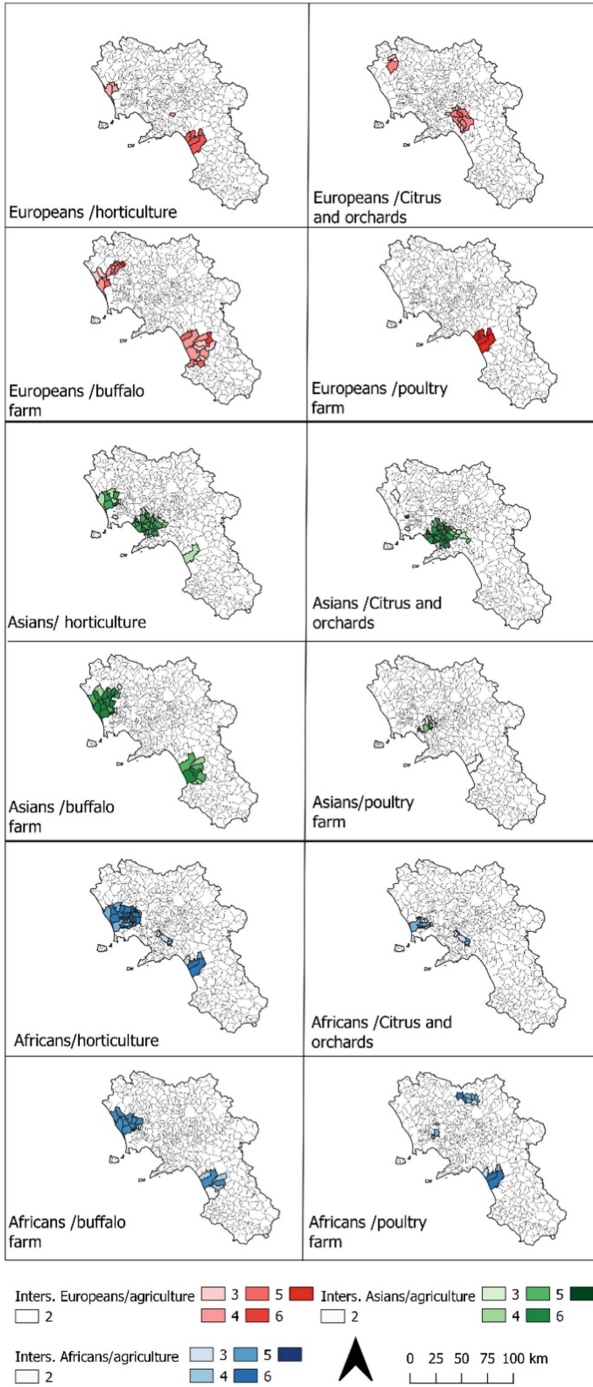 Europeans /horticulture
Europeans /Citrus
and orchards
Europeans /buffalo
farm
Europeans /poultry
farm
Asians/ horticulture
Asians /Citrus and
orchards
Asians /buffalo
farm
Asians/poultry
farm
Africans/horticulture
Africans /Citrus and
orchards
Africans /buffalo
farm
Africans /poultry
farm
Inters. Europeans/agriculture 3 5
2 4 6
Inters. Asians/agriculture 3 5
2 4 6
Inters. Africans/agriculture 3 5
2 4 6
0 25 50 75 100 km